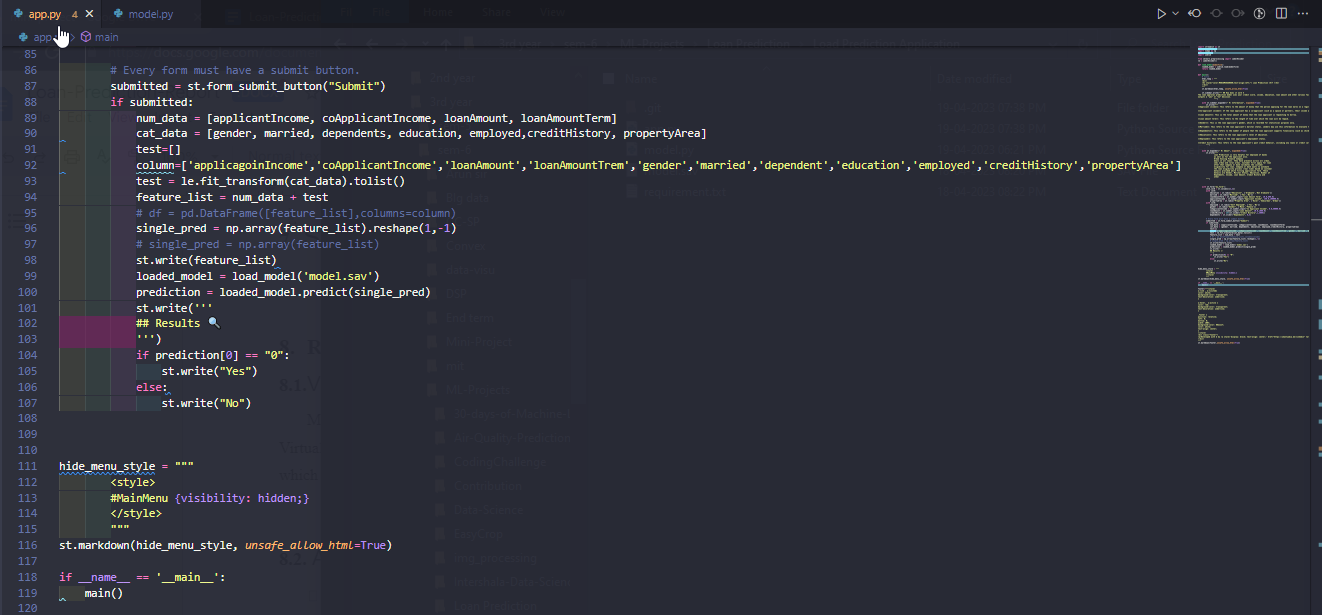 app.py 4 model.py
app. main
85
86 # Every form must have a submit button.
87 submitted = st.form_submit_button("Submit")
88 if submitted:
89 num_data = [applicantIncome, coApplicantIncome, loanAmount, loanAmountTerm]
90 cat_data = [gender, married, dependents, education, employed,creditHistory, propertyArea]
91 test=[]
92 column=['applicagoinIncome','coApplicantIncome','loanAmount','loanAmountTrem','gender','married','dependent','education','employed','creditHistory','propertyArea']
93 test = le.fit_transform(cat_data).tolist()
94 feature_list = num_data + test
95 # df = pd.DataFrame([feature_list],columns=column)
96 single_pred = np.array(feature_list).reshape(1,-1)
97 # single_pred = np.array(feature_list)
98 st.write(feature_list)
99 loaded_model = load_model('model.sav')
100 prediction = loaded_model.predict(single_pred)
101 st.write('''
102 ## Results 🔍
103 ''')
104 if prediction[0] == "0":
105 st.write("Yes")
106 else:
107 st.write("No")
108
109
110
111 hide_menu_style = """
112 <style>
113 #MainMenu {visibility: hidden;}
114 </style>
115 """
116 st.markdown(hide_menu_style, unsafe_allow_html=True)
117
118 if __name__ == '__main__':
119 main()
120